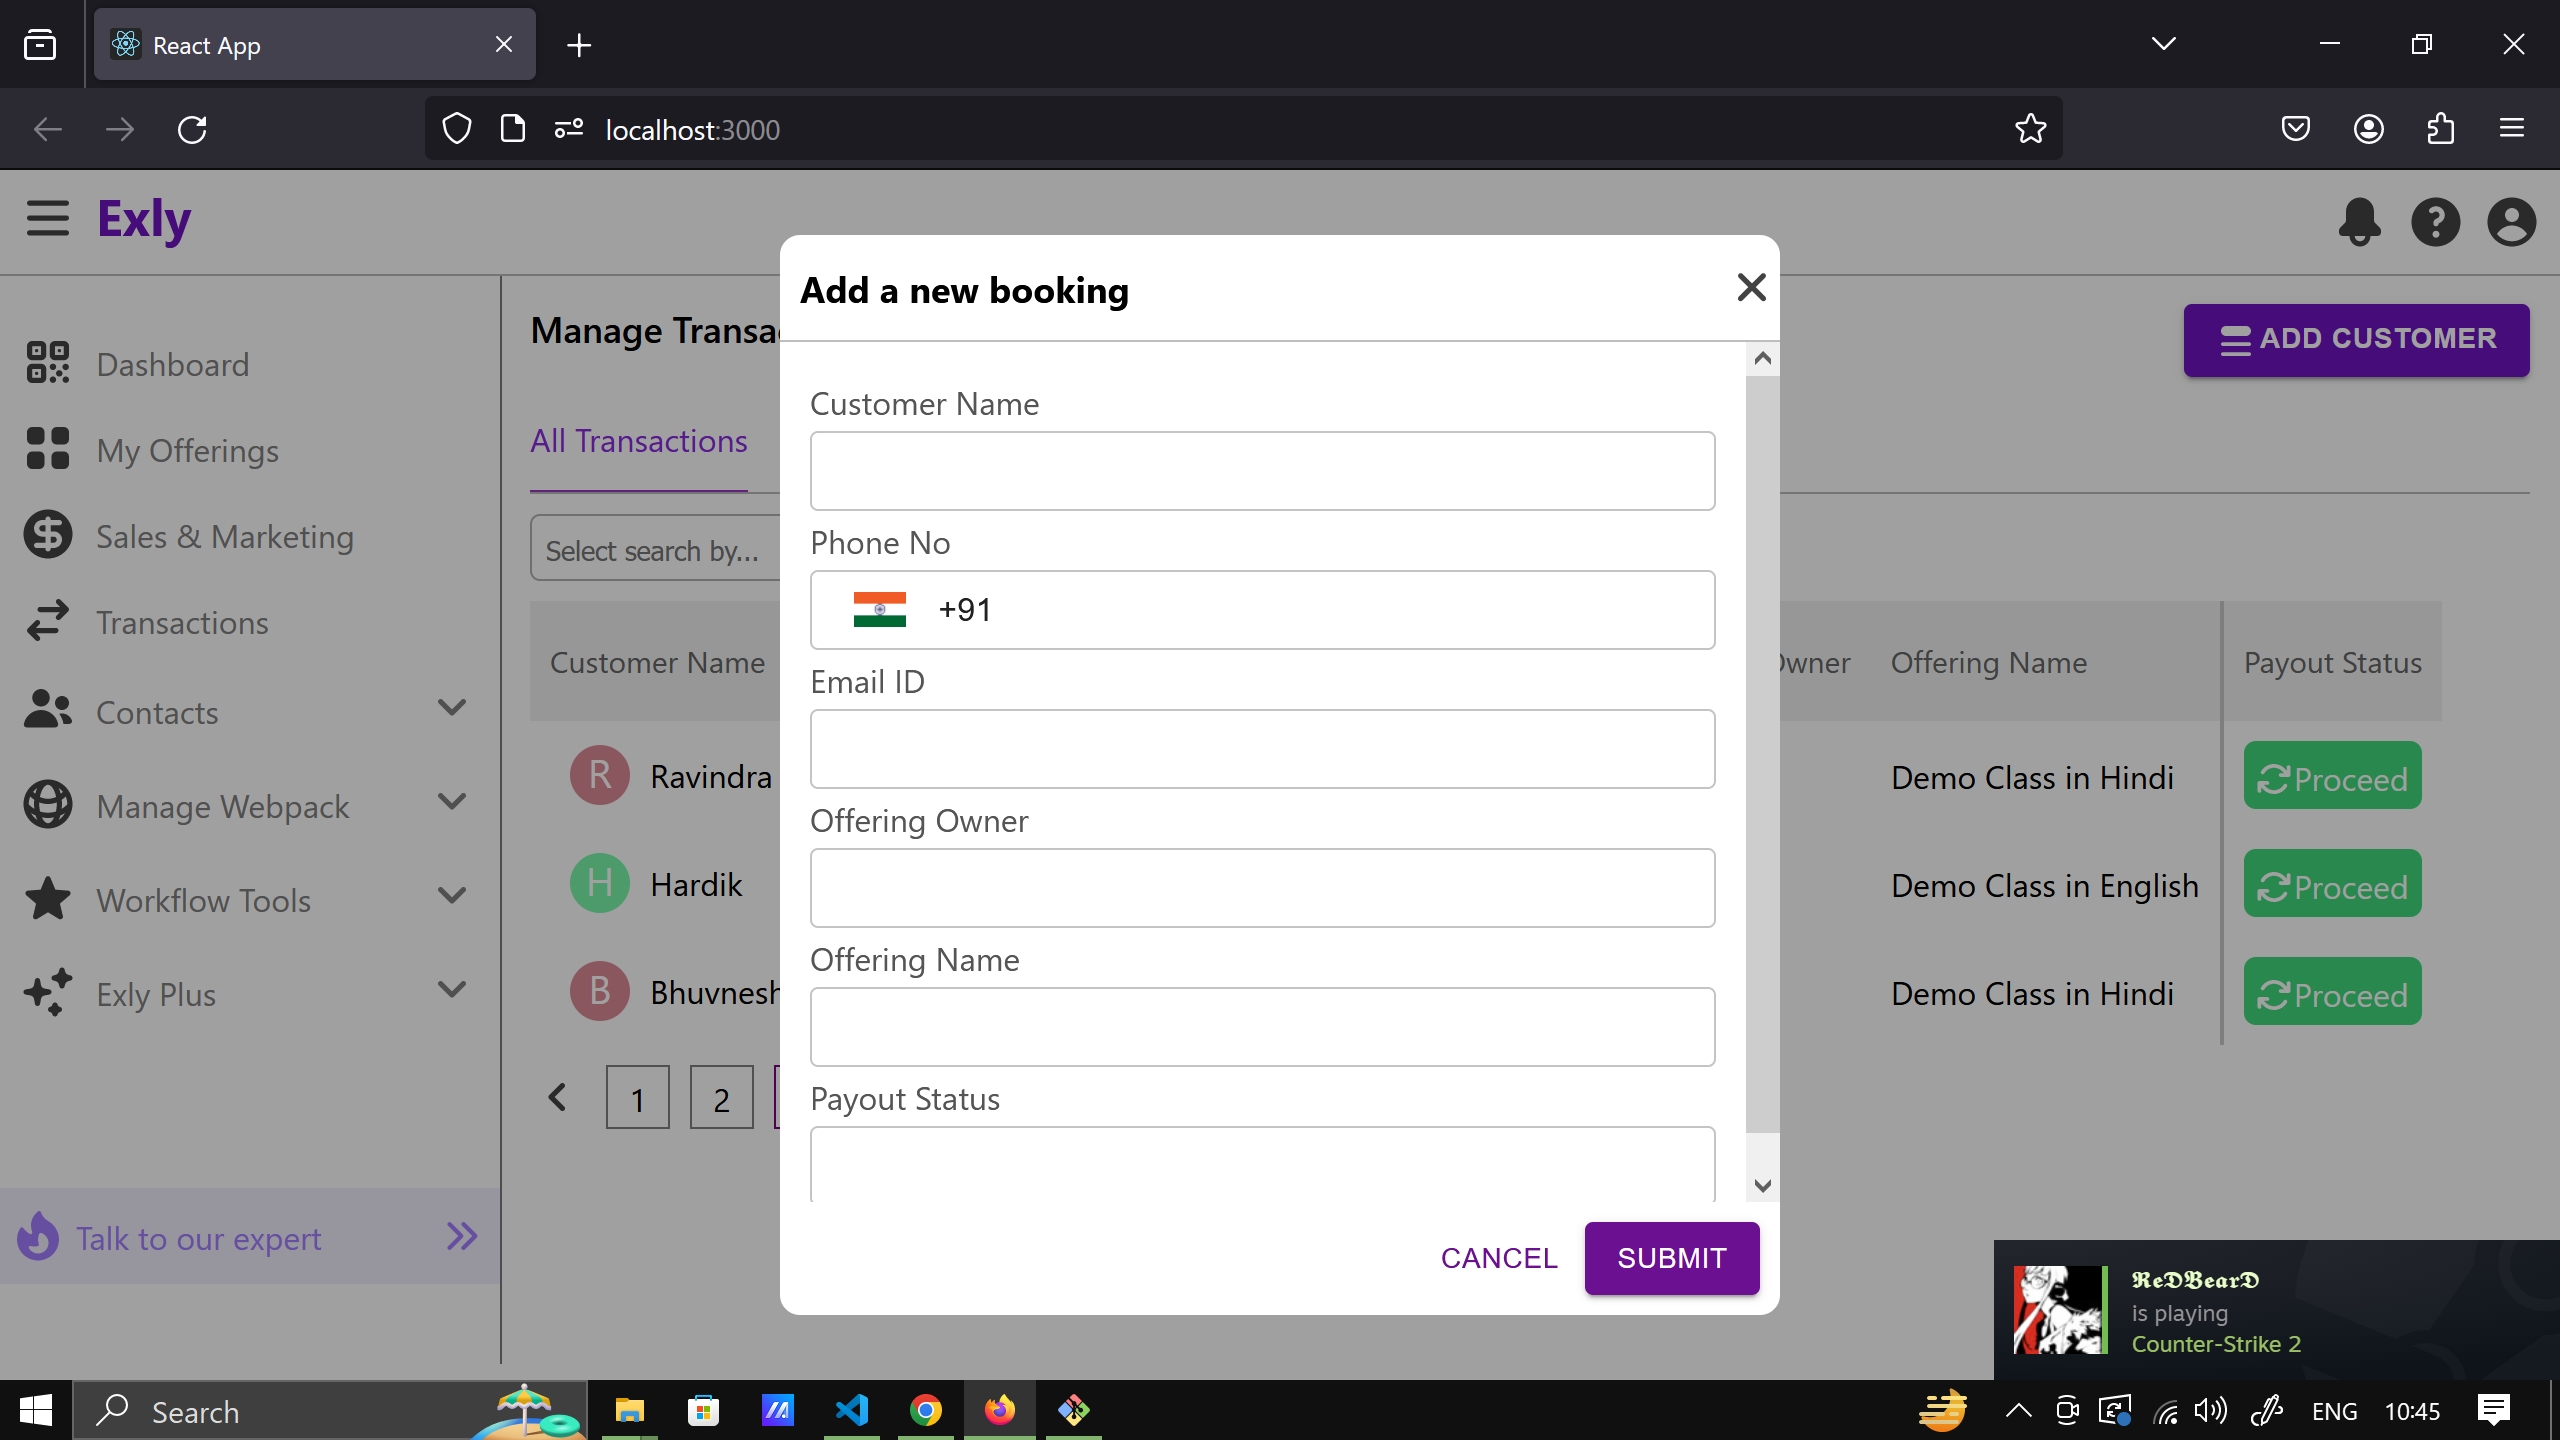 React App
localhost:3000
Exly
Add a new booking
Manage Transac
ADD CUSTOMER
Dashboard
My Offerings
Sales & Marketing
Transactions
Contacts
Manage Webpack
Workflow Tools
Exly Plus
Talk to our expert
All Transactions
Select search by...
Customer Name
Owner
Offering Name
Payout Status
R Ravindra
Demo Class in Hindi
Proceed
H Hardik
Demo Class in English
Proceed
B Bhuvnesh
Demo Class in Hindi
Proceed
1 2
Customer Name
Phone No
+91
Email ID
Offering Owner
Offering Name
Payout Status
CANCEL
SUBMIT
ReDBearD
is playing
Counter-Strike 2
Search
ENG
10:45